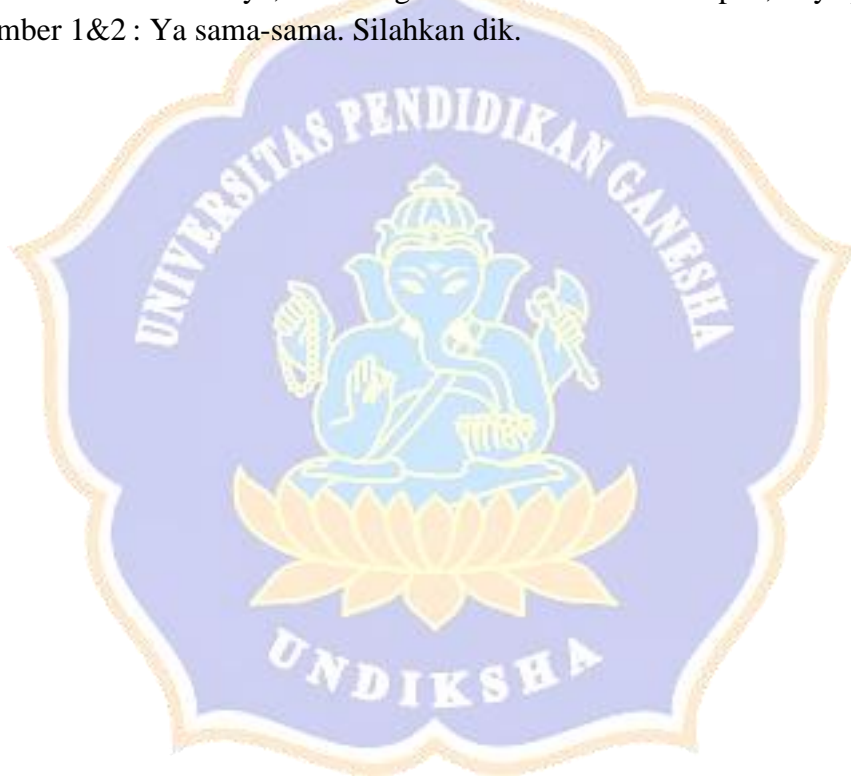 mber 1&2 : Ya sama-sama. Silahkan dik.
UNIVERSITAS PENDIDIKAN GANESHA
UNDIKSHA